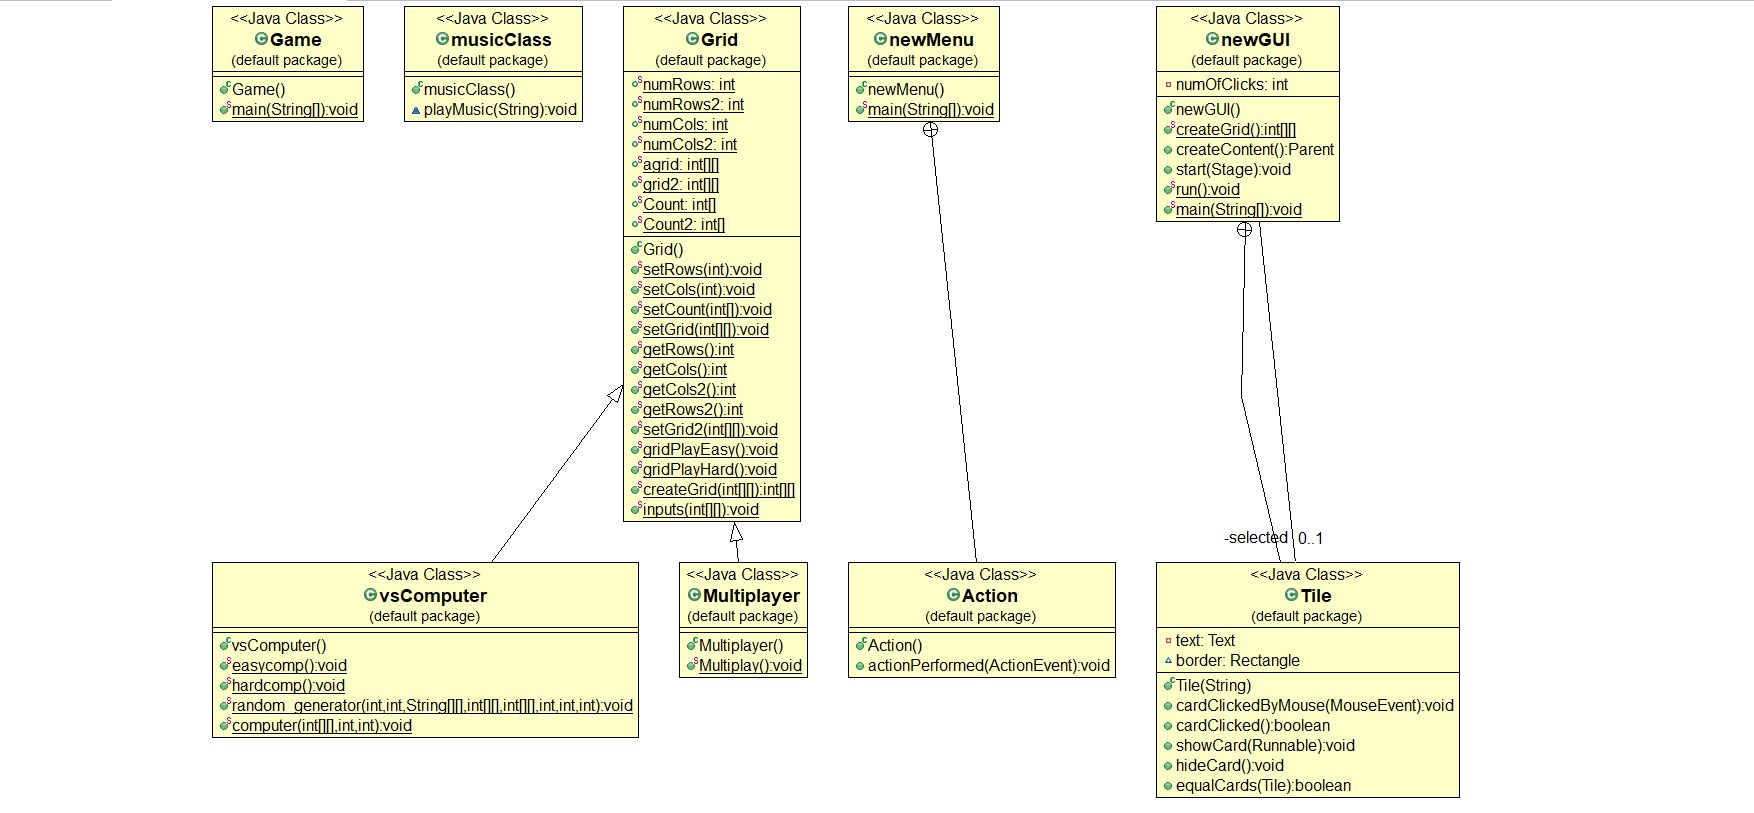 <<Java Class>>
Game
(default package)
Game()
main(String[]):void
<<Java Class>>
musicClass
(default package)
musicClass()
playMusic(String):void
<<Java Class>>
Grid
(default package)
numRows: int
numRows2: int
numCols: int
numCols2: int
agrid: int[][]
grid2: int[][]
Count: int[]
Count2: int[]
Grid()
setRows(int):void
setCols(int):void
setCount(int[]):void
setGrid(int[][]):void
getRows():int
getCols():int
getCols2():int
getRows2():int
setGrid2(int[][]):void
gridPlayEasy():void
gridPlayHard():void
createGrid(int[][]):int[][]
inputs(int[][]):void
<<Java Class>>
newMenu
(default package)
newMenu()
main(String[]):void
<<Java Class>>
newGUI
(default package)
numOfClicks: int
newGUI()
createGrid():int[][]
createContent():Parent
start(Stage):void
run():void
main(String[]):void
-selected 0..1
<<Java Class>>
vsComputer
(default package)
vsComputer()
easycomp():void
hardcomp():void
random_generator(int,int,String[][],int[][],int[][],int,int,int):void
computer(int[][],int,int):void
<<Java Class>>
Multiplayer
(default package)
Multiplayer()
Multiplay():void
<<Java Class>>
Action
(default package)
Action()
actionPerformed(ActionEvent):void
<<Java Class>>
Tile
(default package)
text: Text
border: Rectangle
Tile(String)
cardClickedByMouse(MouseEvent):void
cardClicked():boolean
showCard(Runnable):void
hideCard():void
equalCards(Tile):boolean